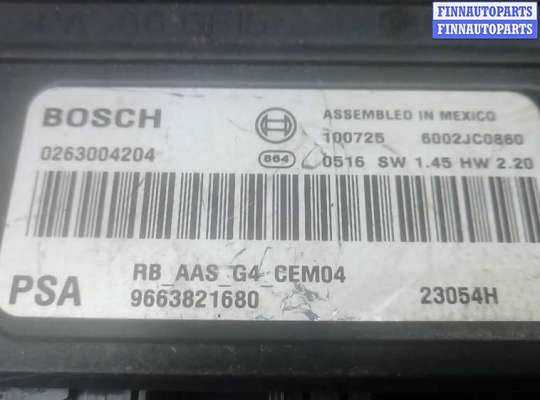 FINNAUTOPARTS
FINNAUTOPARTS
BOSCH
ASSEMBLED IN MEXICO
100725 6002JC0860
0263004204
864
0516 SW 1.45 HW 2.20
RB_AAS_G4_CEM04
PSA
9663821680
23054H